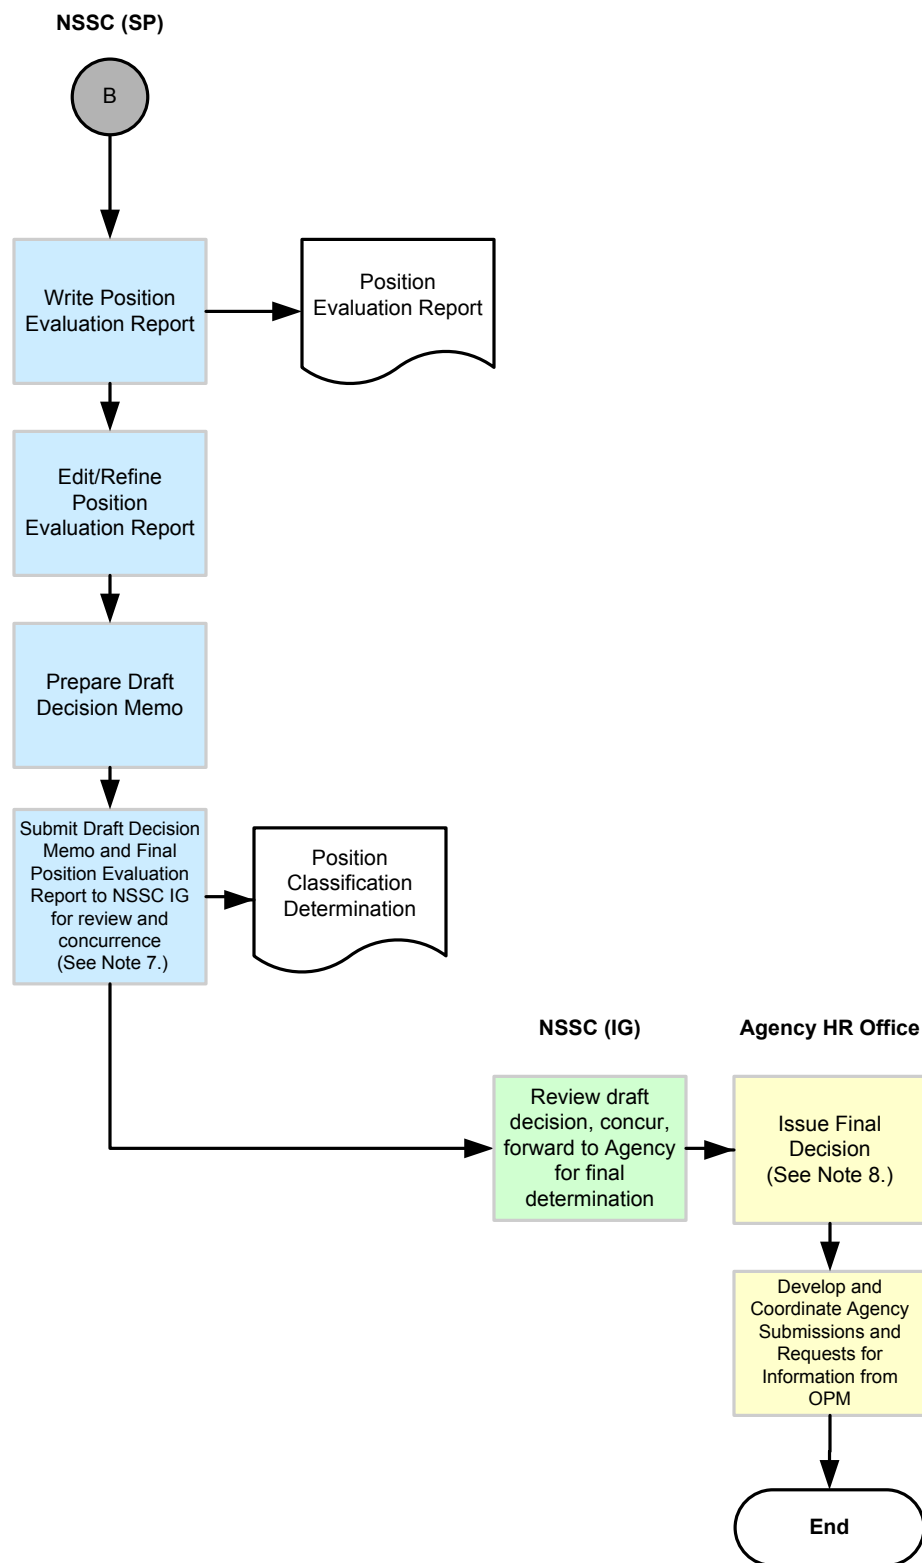 NSSC (SP)
B
Write Position
Evaluation Report
Position
Evaluation Report
Edit/Refine
Position
Evaluation Report
Prepare Draft
Decision Memo
Submit Draft Decision
Memo and Final
Position Evaluation
Report to NSSC IG
for review and
concurrence
(See Note 7.)
Position
Classification
Determination
NSSC (IG)
Agency HR Office
Review draft
decision, concur,
forward to Agency
for final
determination
Issue Final
Decision
(See Note 8.)
Develop and
Coordinate Agency
Submissions and
Requests for
Information from
OPM
End